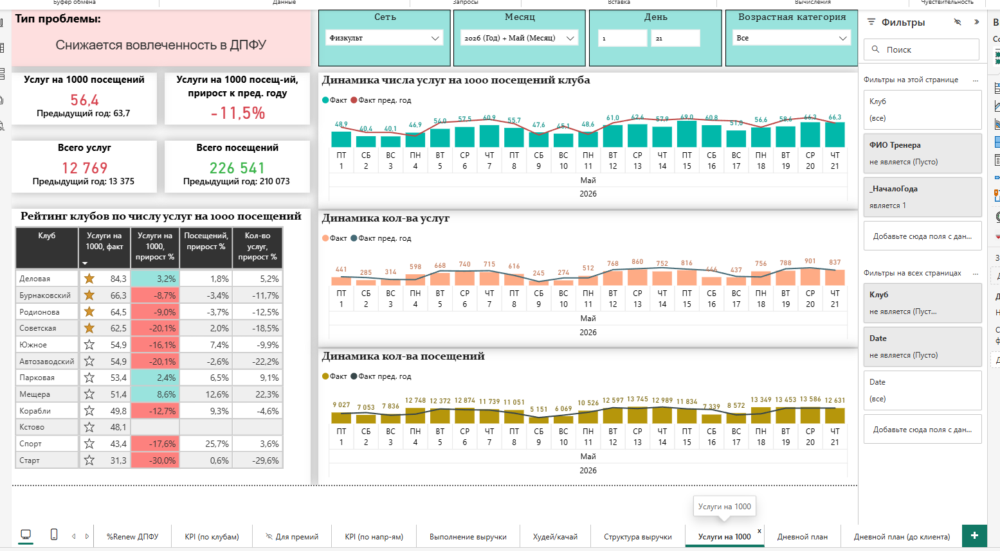 Буфер обмена
Данные
Запросы
Вставка
Вычисления
Чувствительность
Тип проблемы:
Снижается вовлеченность в ДПФУ
Сеть
Физкульт
Месяц
2026 (Год) + Май (Месяц)
День
1
21
Возрастная категория
Все
Услуг на 1000 посещений
56,4
Предыдущий год: 63,7
Услуги на 1000 посещ-ий,
прирост к пред. году
-11,5%
Всего услуг
12 769
Предыдущий год: 13 375
Всего посещений
226 541
Предыдущий год: 210 073
Рейтинг клубов по числу услуг на 1000 посещений
Клуб
Услуги на
1000, факт
Услуги на
1000,
прирост %
Посещений,
прирост %
Кол-во
услуг,
прирост %
Деловая 84,3 3,2% 1,8% 5,2%
Бурнаковский 66,3 -8,7% -3,4% -11,7%
Родионова 64,5 -9,0% -3,7% -12,5%
Советская 62,5 -20,1% 2,0% -18,5%
Южное 54,9 -16,1% 7,4% -9,9%
Автозаводский 54,9 -20,1% -2,6% -22,2%
Парковая 53,4 2,4% 6,5% 9,1%
Мещера 51,4 8,6% 12,6% 22,3%
Корабли 49,8 -12,7% 9,3% -4,6%
Кстово 48,1
Спорт 43,4 -17,6% 25,7% 3,6%
Старт 31,3 -30,0% 0,6% -29,6%
Динамика числа услуг на 1000 посещений клуба
Факт Факт пред. год
48,9 40,4 40,1 46,9 54,0 57,5 60,9 55,7 47,6 45,1 48,6 61,0 62,6 57,9 69,0 60,8 51,0 56,6 58,6 66,3 66,3
ПТ СБ ВС ПН ВТ СР ЧТ ПТ СБ ВС ПН ВТ СР ЧТ ПТ СБ ВС ПН ВТ СР ЧТ
1 2 3 4 5 6 7 8 9 10 11 12 13 14 15 16 17 18 19 20 21
Май
2026
Динамика кол-ва услуг
Факт Факт пред. год
441 285 314 598 668 740 715 616 245 274 512 768 860 752 816 446 437 756 788 901 837
ПТ СБ ВС ПН ВТ СР ЧТ ПТ СБ ВС ПН ВТ СР ЧТ ПТ СБ ВС ПН ВТ СР ЧТ
1 2 3 4 5 6 7 8 9 10 11 12 13 14 15 16 17 18 19 20 21
Май
2026
Динамика кол-ва посещений
Факт Факт пред. год
9 027 7 053 7 836 12 748 12 372 12 874 11 739 11 051 5 151 6 069 10 526 12 597 13 745 12 989 11 834 7 339 8 572 13 349 13 453 13 586 12 631
ПТ СБ ВС ПН ВТ СР ЧТ ПТ СБ ВС ПН ВТ СР ЧТ ПТ СБ ВС ПН ВТ СР ЧТ
1 2 3 4 5 6 7 8 9 10 11 12 13 14 15 16 17 18 19 20 21
Май
2026
Фильтры
Поиск
Фильтры на этой странице ...
Клуб
(все)
ФИО Тренера
не является (Пусто)
_НачалоГода
является 1
Добавьте сюда поля с дан...
Фильтры на всех страницах ...
Клуб
не является (Пуст...
Date
не является (Пусто)
Date
(все)
Добавьте сюда поля с дан...
Услуги на 1000
%Renew ДПФУ
KPI (по клубам)
Для премий
KPI (по напр-ям)
Выполнение выручки
Худей/качай
Структура выручки
Услуги на 1000
x
Дневной план
Дневной план (до клиента)
+